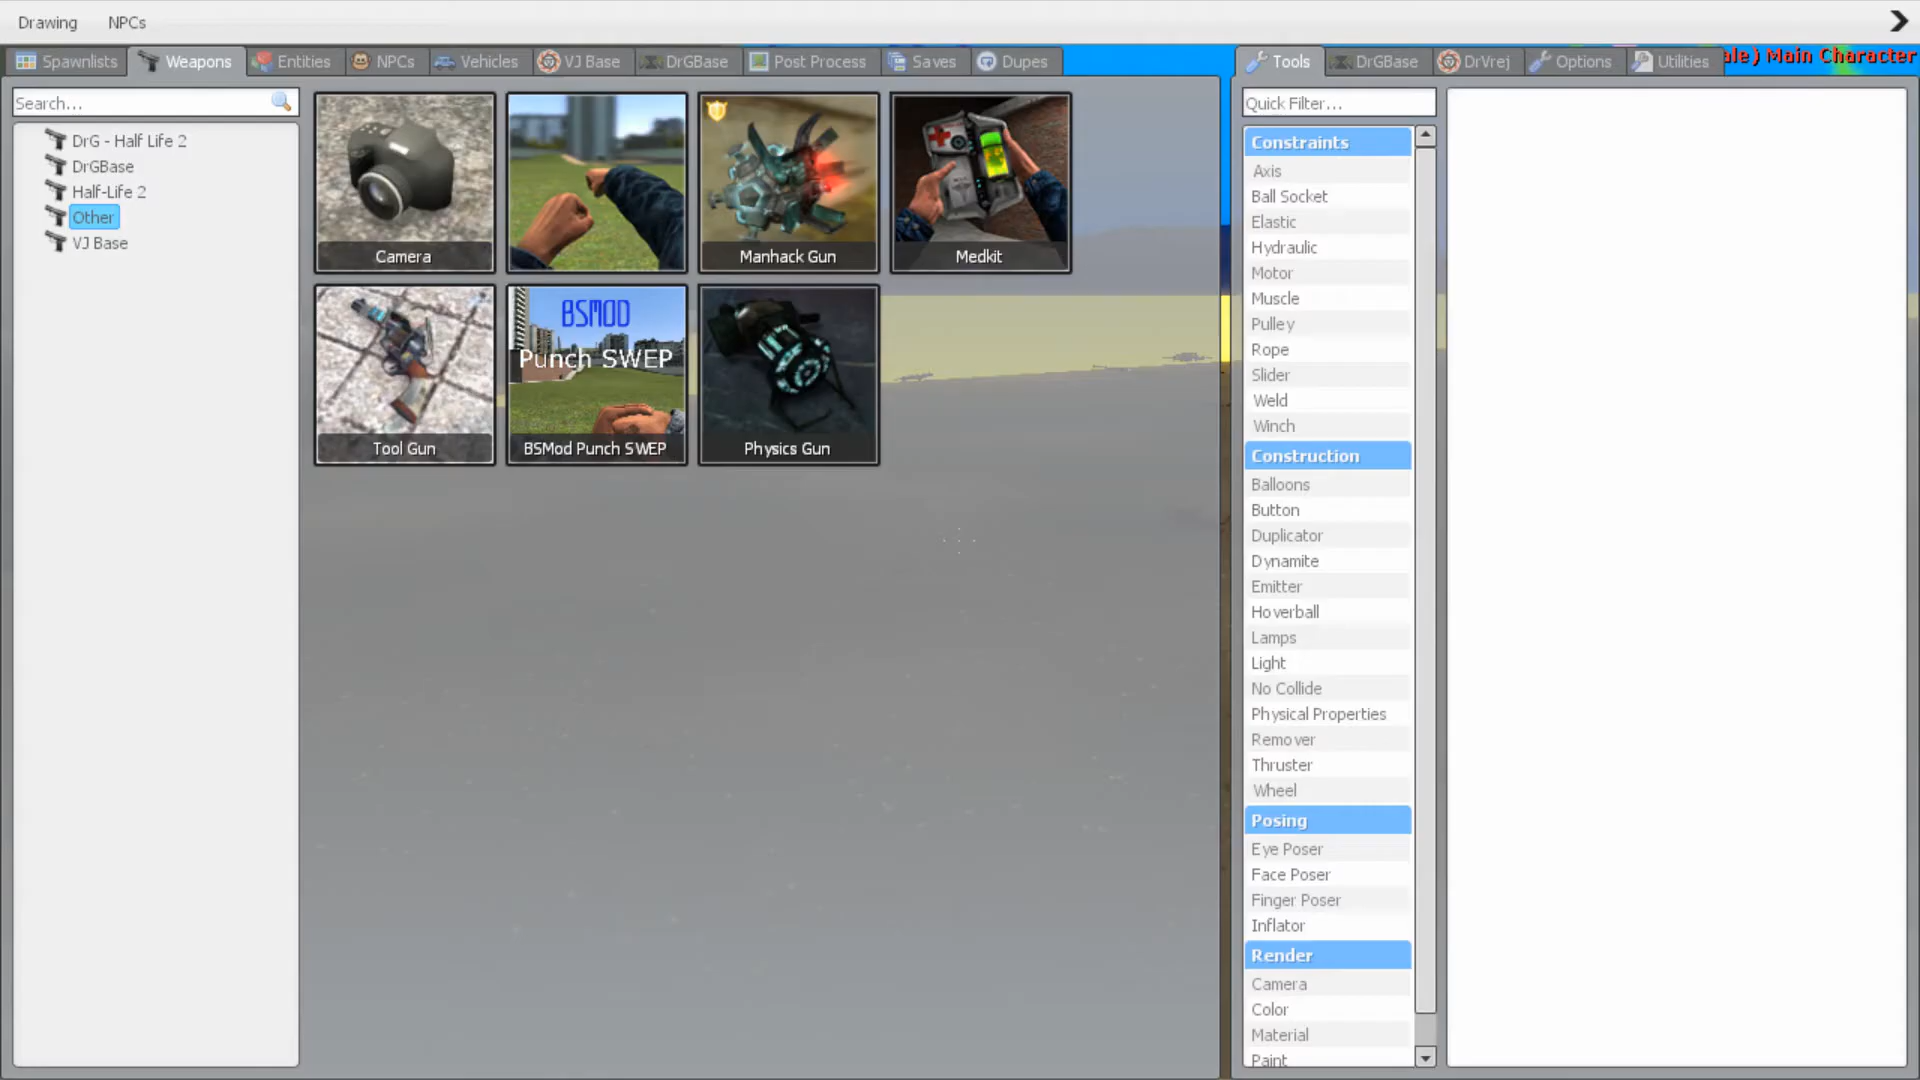 Drawing NPCs
Spawnlists Weapons Entities NPCs Vehicles VJ Base DrGBase Post Process Saves Dupes
Tools DrGBase DrVrej Options Utilities
ale) Main Character
Search...
DrG - Half Life 2
DrGBase
Half-Life 2
Other
VJ Base
Camera
Manhack Gun
Medkit
Tool Gun
BSMOD
Punch SWEP
BSMod Punch SWEP
Physics Gun
Quick Filter...
Constraints
Axis
Ball Socket
Elastic
Hydraulic
Motor
Muscle
Pulley
Rope
Slider
Weld
Winch
Construction
Balloons
Button
Duplicator
Dynamite
Emitter
Hoverball
Lamps
Light
No Collide
Physical Properties
Remover
Thruster
Wheel
Posing
Eye Poser
Face Poser
Finger Poser
Inflator
Render
Camera
Color
Material
Paint